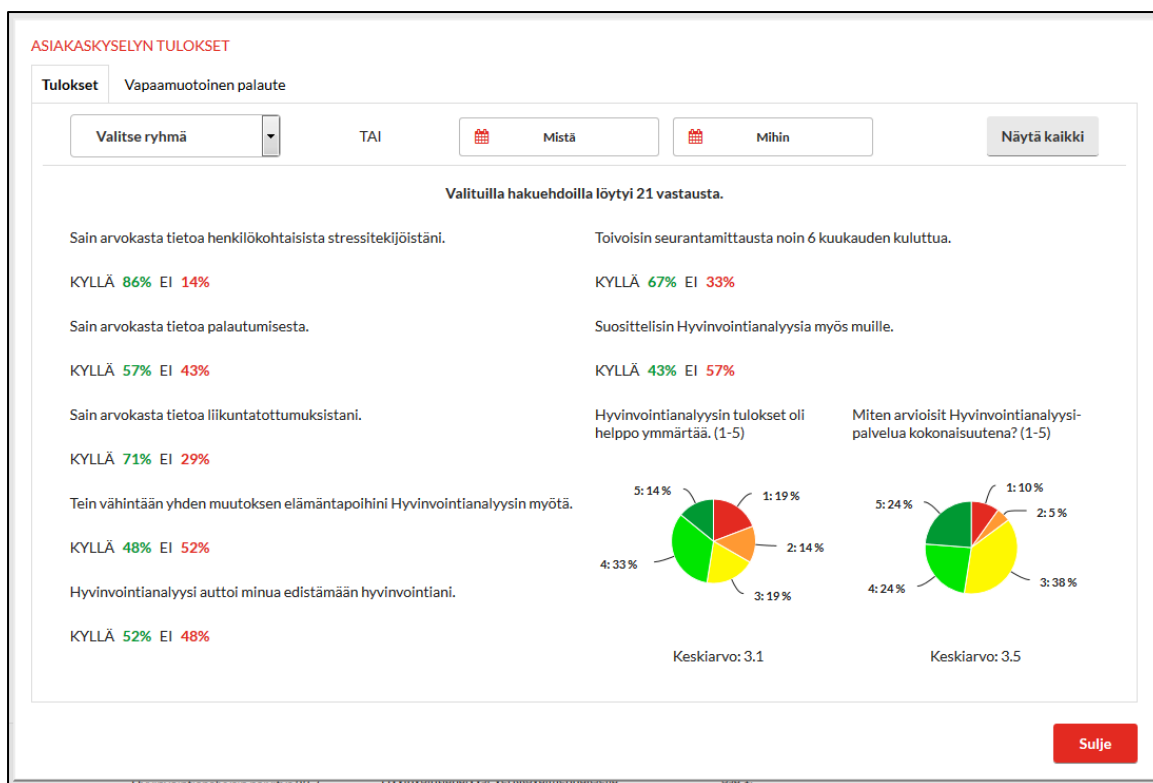 ASIAKASKYSELYN TULOKSET
Tulokset Vapaamuotoinen palaute
Valitse ryhmä TAI Mistä Mihin Näytä kaikki
Valituilla hakuehdoilla löytyi 21 vastausta.
Sain arvokasta tietoa henkilökohtaisista stressitekijöistäni.
KYLLÄ 86% EI 14%
Sain arvokasta tietoa palautumisesta.
KYLLÄ 57% EI 43%
Sain arvokasta tietoa liikuntatottumuksistani.
KYLLÄ 71% EI 29%
Tein vähintään yhden muutoksen elämäntapoihini Hyvinvointianalyysin myötä.
KYLLÄ 48% EI 52%
Hyvinvointianalyysi auttoi minua edistämään hyvinvointiani.
KYLLÄ 52% EI 48%
Toivoisin seurantamittausta noin 6 kuukauden kuluttua.
KYLLÄ 67% EI 33%
Suosittelisin Hyvinvointianalyysia myös muille.
KYLLÄ 43% EI 57%
Hyvinvointianalyysin tulokset oli
helppo ymmärtää. (1-5)
5: 14 %
1: 19 %
2: 14 %
4: 33 %
3: 19 %
Keskiarvo: 3.1
Miten arvioisit Hyvinvointianalyysi-
palvelua kokonaisuutena? (1-5)
1: 10 %
5: 24 %
2: 5 %
3: 38 %
4: 24 %
Keskiarvo: 3.5
Sulje